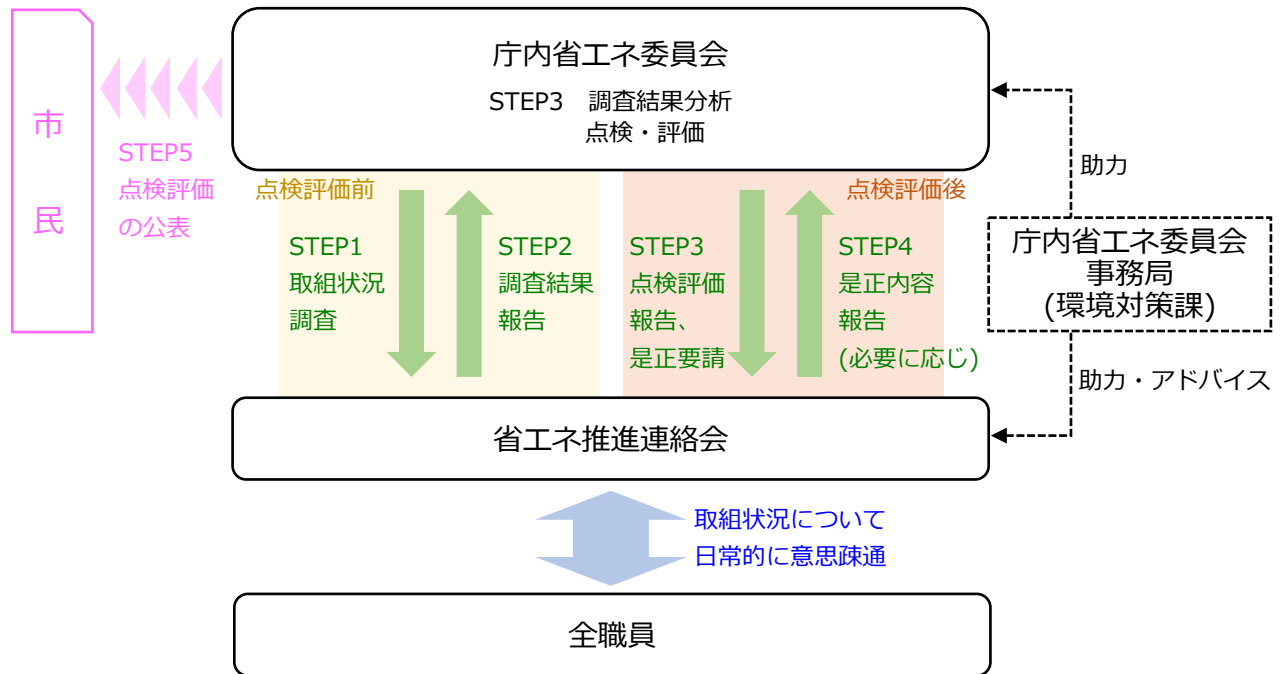 市
民
STEP5
点検評価
の公表
庁内省エネ委員会
STEP3　調査結果分析
点検・評価
点検評価前
STEP1
取組状況
調査
STEP2
調査結果
報告
点検評価後
STEP3
点検評価
報告、
是正要請
STEP4
是正内容
報告
(必要に応じ)
助力
庁内省エネ委員会
事務局
(環境対策課)
助力・アドバイス
省エネ推進連絡会
取組状況について
日常的に意思疎通
全職員